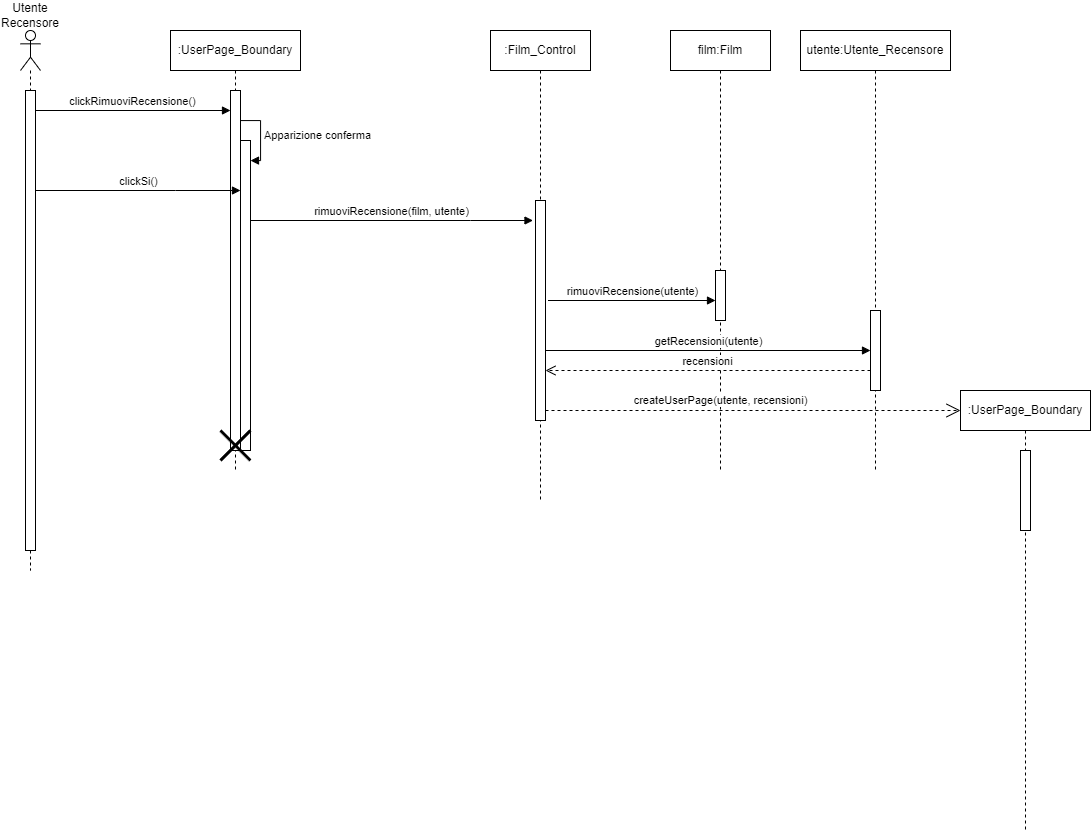 Utente
Recensore
:UserPage_Boundary
:Film_Control
film:Film
utente:Utente_Recensore
clickRimuoviRecensione()
Apparizione conferma
clickSi()
rimuoviRecensione(film, utente)
rimuoviRecensione(utente)
getRecensioni(utente)
recensioni
createUserPage(utente, recensioni)
:UserPage_Boundary